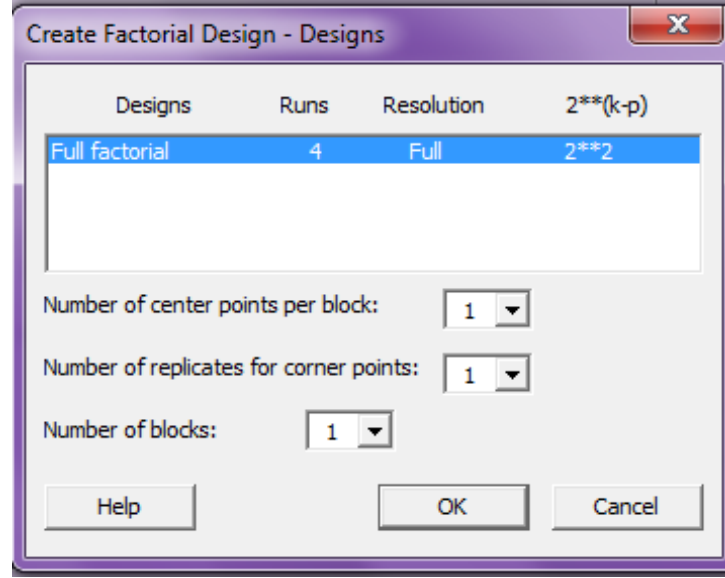 Create Factorial Design - Designs
Designs Runs Resolution 2**(k-p)
Full factorial 4 Full 2**2
Number of center points per block: 1
Number of replicates for corner points: 1
Number of blocks: 1
Help OK Cancel